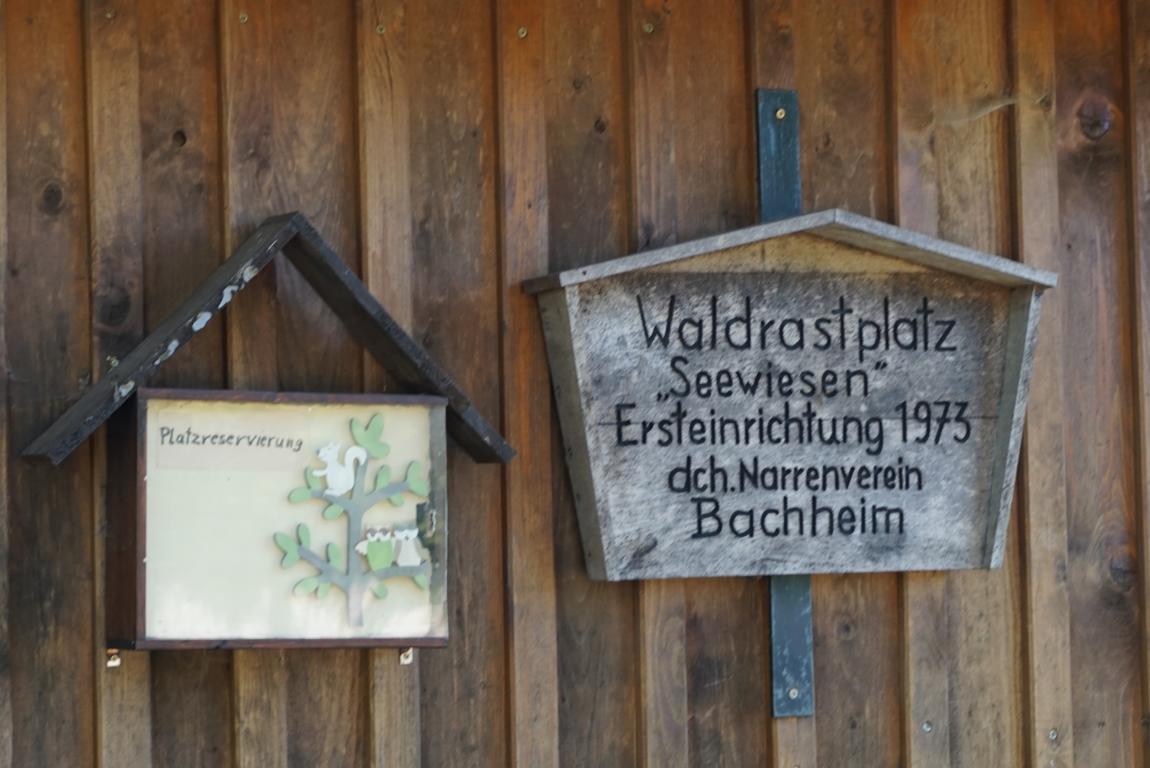 Platzreservierung
Waldrastplatz
„Seewiesen"
Ersteinrichtung 1973
dch. Narrenverein
Bachheim